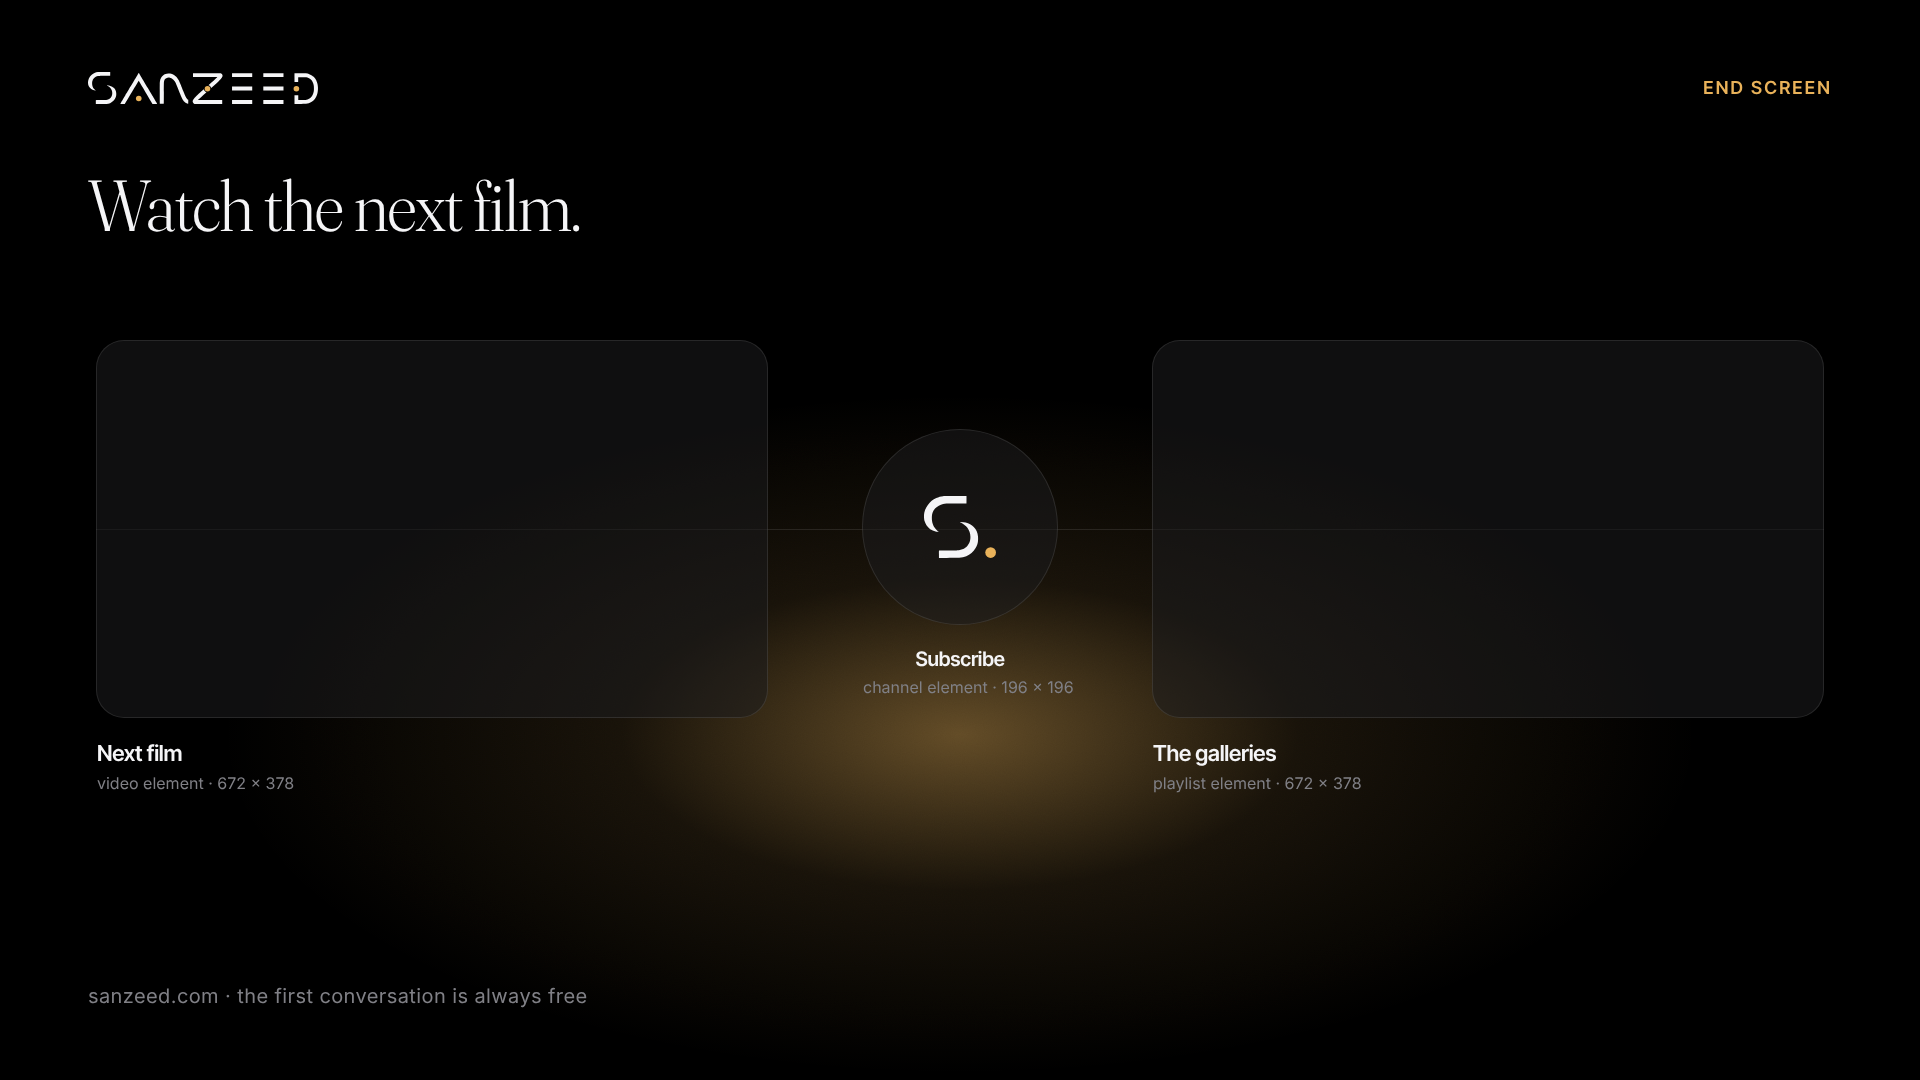 SANZEED
END SCREEN
Watch the next film.
S.
Subscribe
channel element · 196 × 196
Next film
video element · 672 × 378
The galleries
playlist element · 672 × 378
sanzeed.com · the first conversation is always free